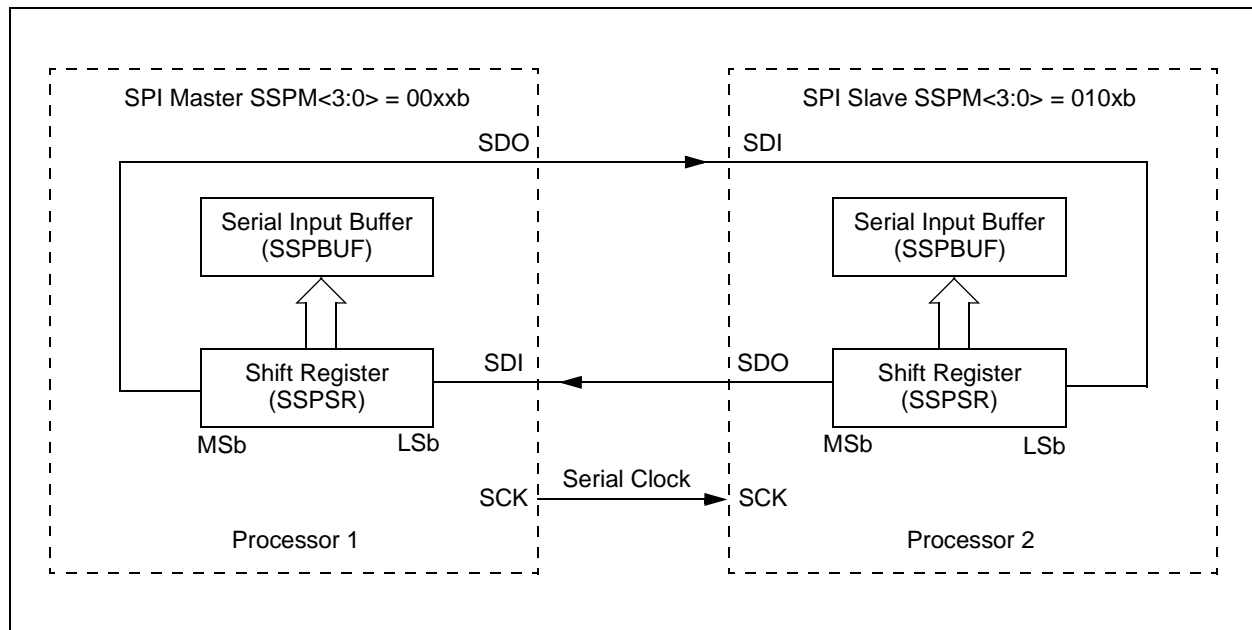 SPI Master SSPM<3:0> = 00xxb
SPI Slave SSPM<3:0> = 010xb
SDO
SDI
Serial Input Buffer
(SSPBUF)
Serial Input Buffer
(SSPBUF)
Shift Register
(SSPSR)
SDI
SDO
Shift Register
(SSPSR)
MSb
LSb
MSb
LSb
SCK
Serial Clock
SCK
Processor 1
Processor 2